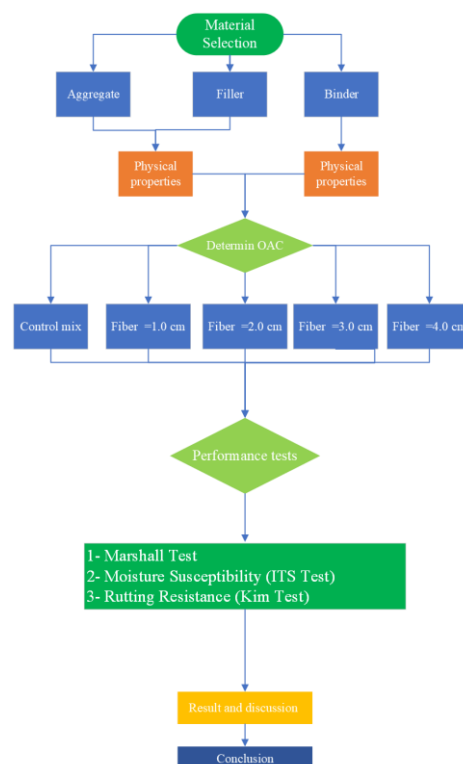 Material
Selection
Aggregate
Filler
Binder
Physical
properties
Physical
properties
Determin OAC
Control mix
Fiber =1.0 cm
Fiber =2.0 cm
Fiber =3.0 cm
Fiber =4.0 cm
Performance tests
1- Marshall Test
2- Moisture Susceptibility (ITS Test)
3- Rutting Resistance (Kim Test)
Result and discussion
Conclusion